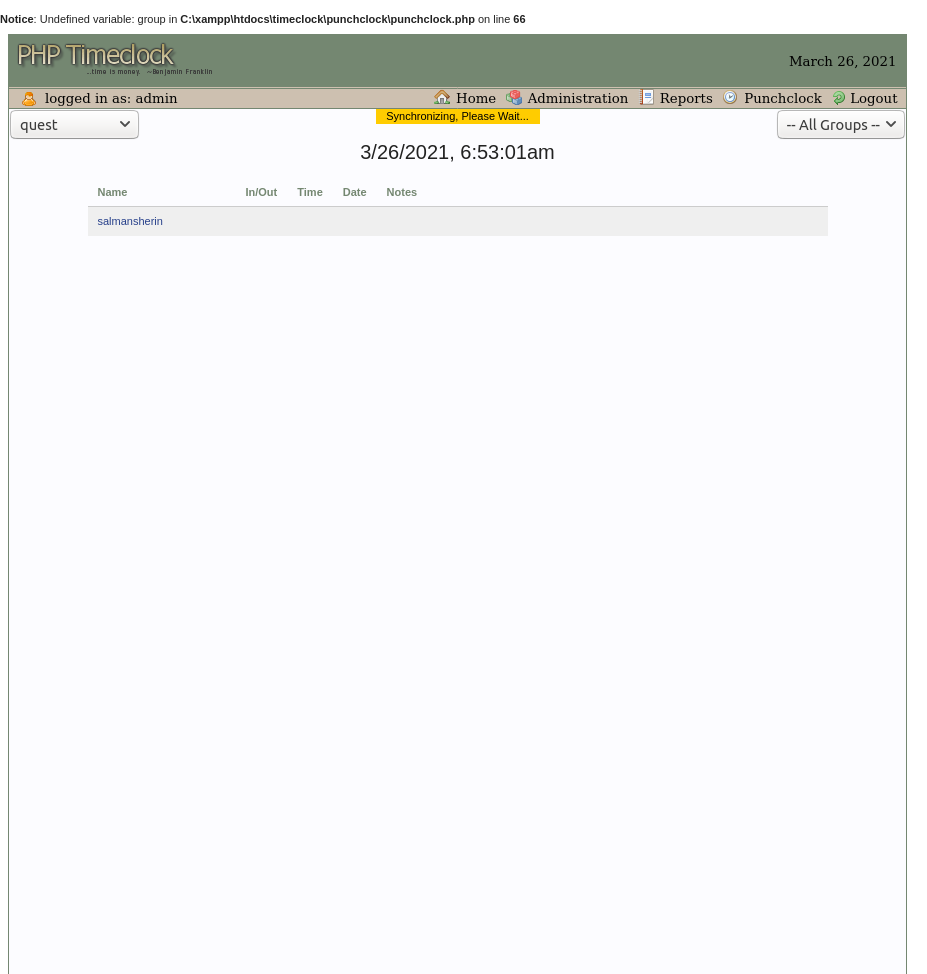 Notice: Undefined variable: group in C:\xampp\htdocs\timeclock\punchclock\punchclock.php on line 66
PHP Timeclock
...time is money. ~Benjamin Franklin
March 26, 2021
logged in as: admin Home Administration Reports Punchclock Logout
quest Synchronizing, Please Wait... -- All Groups --
3/26/2021, 6:53:01am
Name In/Out Time Date Notes
salmansherin